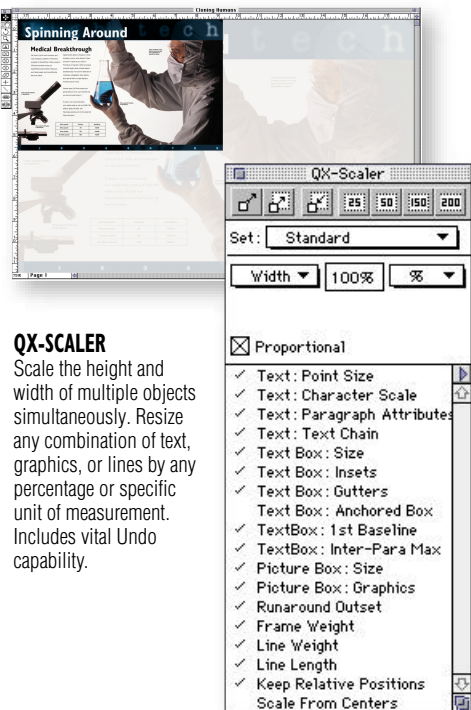 Cloning Humans
tech
Spinning Around
Medical Breakthrough
Page 1
QX-Scaler
25 50 150 200
Set: Standard
Width 100% %
Proportional
Text: Point Size
Text: Character Scale
Text: Paragraph Attributes
Text: Text Chain
Text Box: Size
Text Box: Insets
Text Box: Gutters
Text Box: Anchored Box
TextBox: 1st Baseline
TextBox: Inter-Para Max
Picture Box: Size
Picture Box: Graphics
Runaround Outset
Frame Weight
Line Weight
Line Length
Keep Relative Positions
Scale From Centers
QX-SCALER
Scale the height and
width of multiple objects
simultaneously. Resize
any combination of text,
graphics, or lines by any
percentage or specific
unit of measurement.
Includes vital Undo
capability.